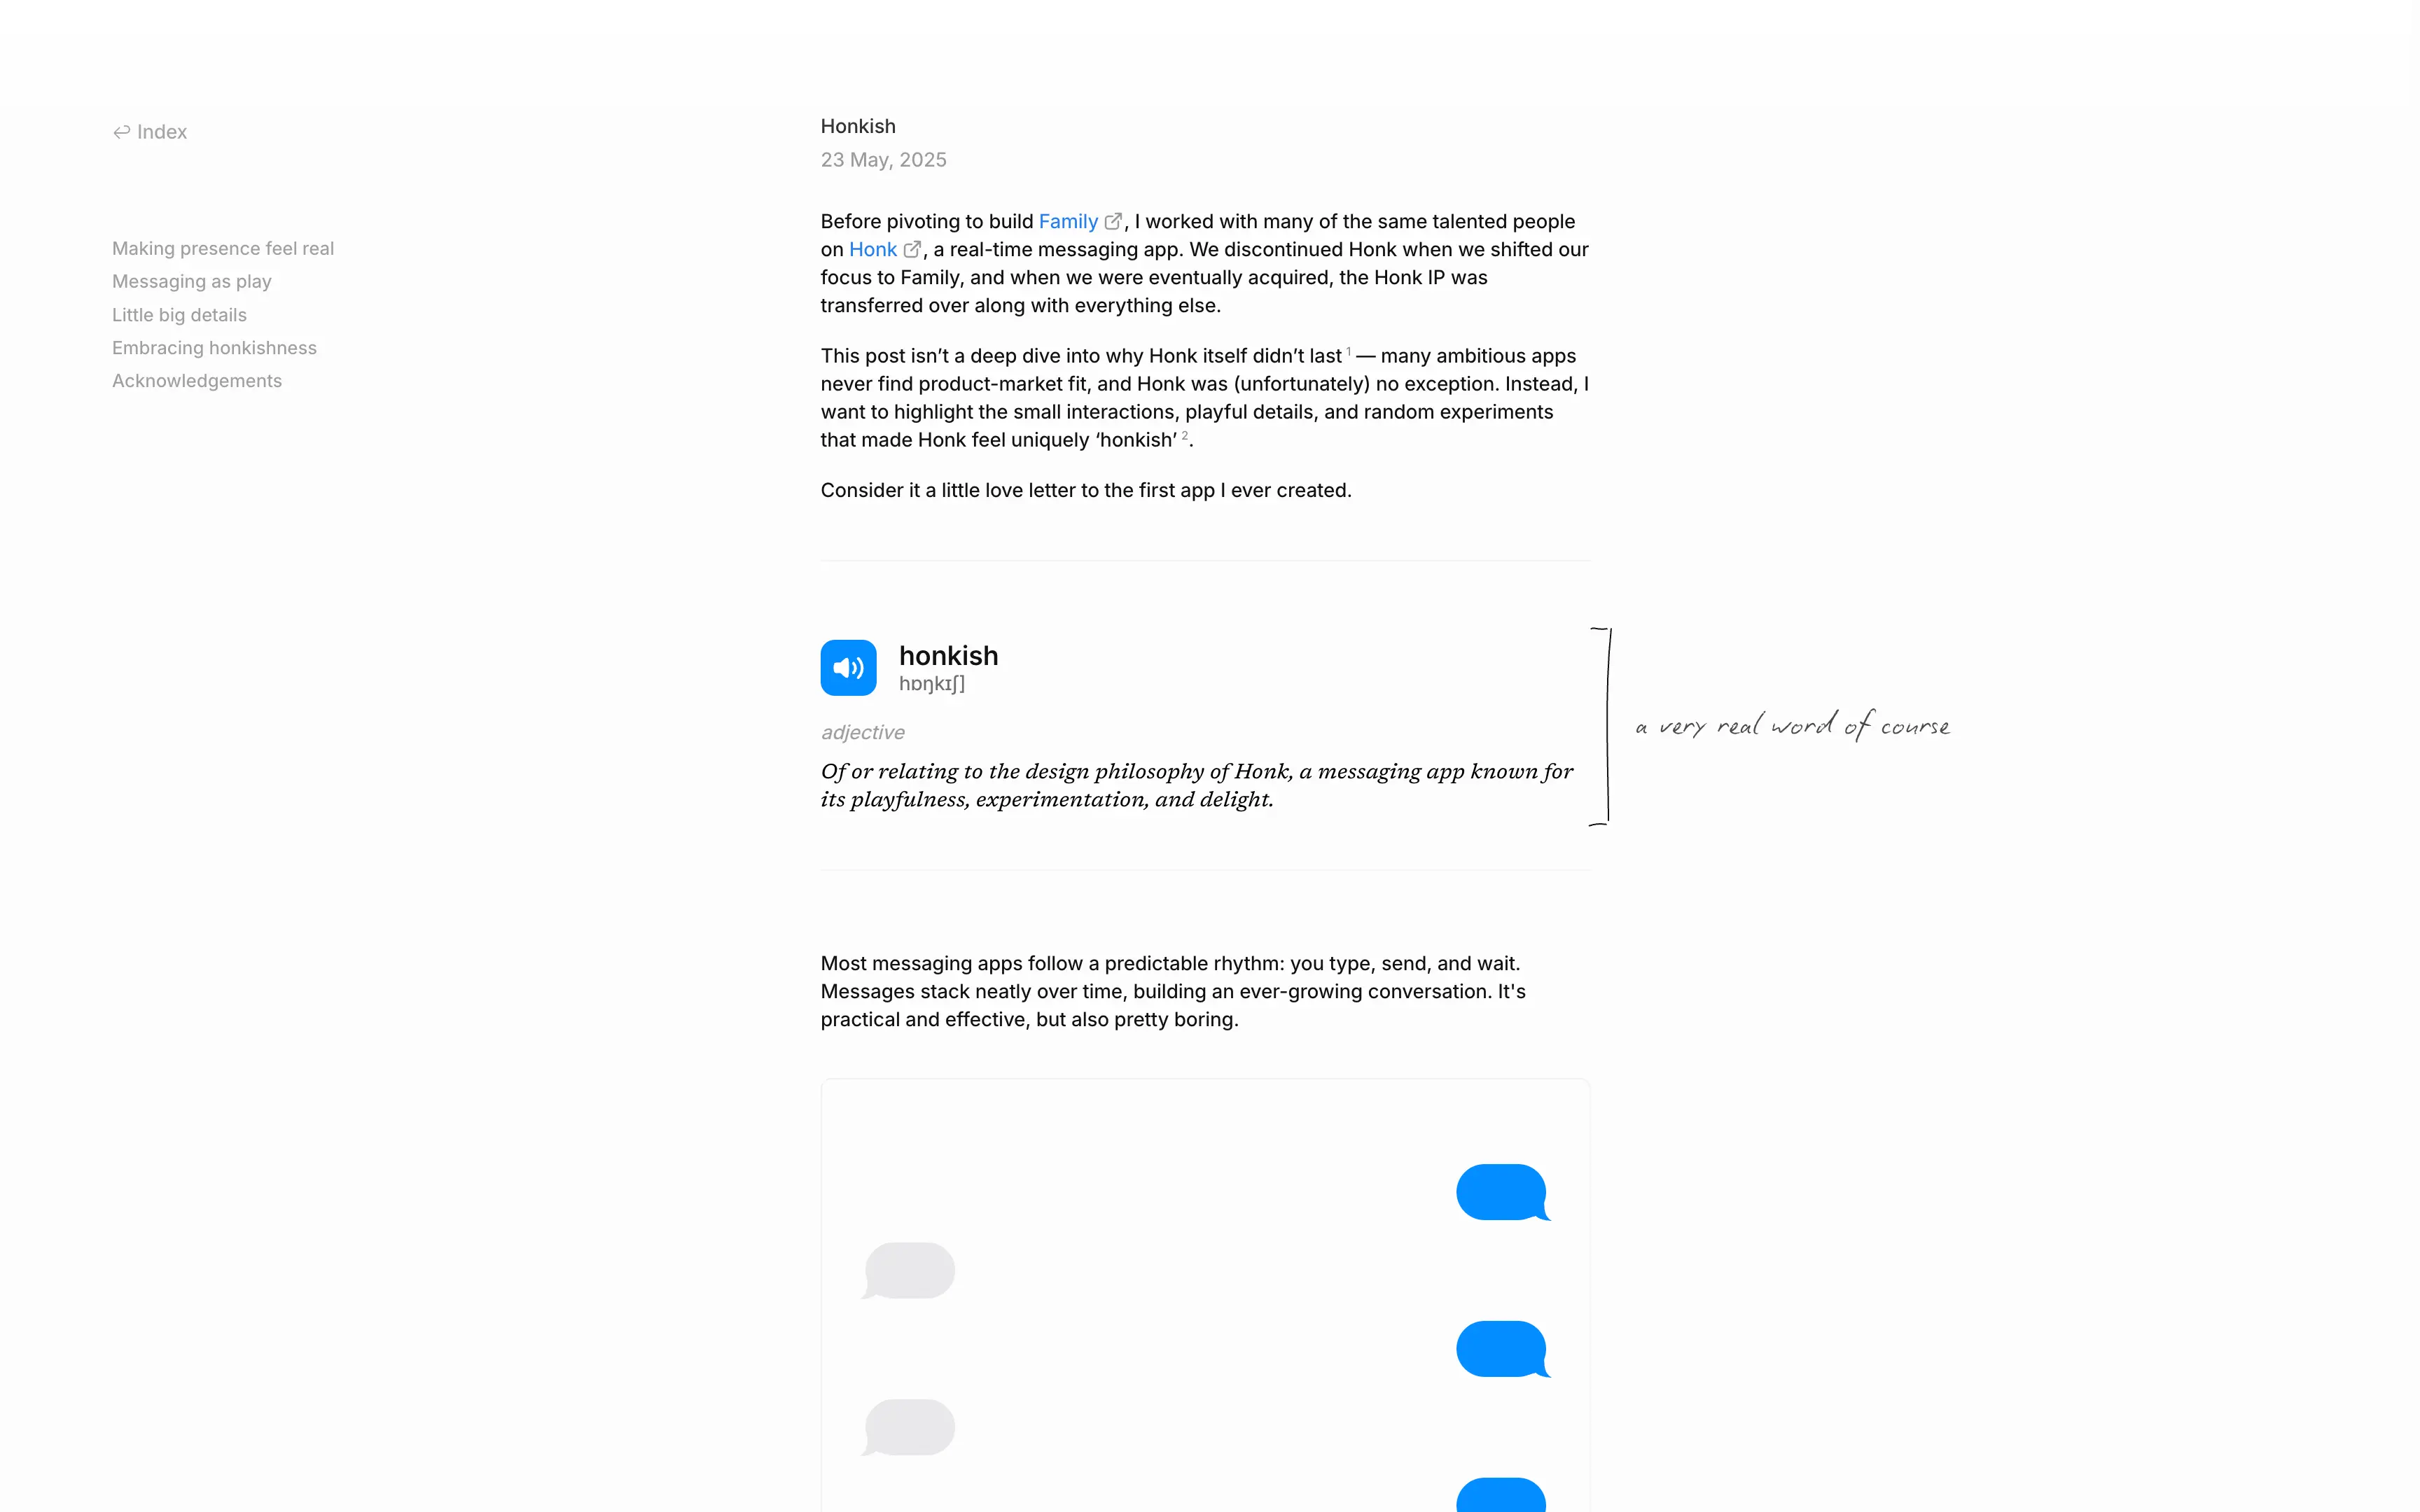 Index
Making presence feel real
Messaging as play
Little big details
Embracing honkishness
Acknowledgements
Honkish
23 May, 2025
Before pivoting to build Family, I worked with many of the same talented people
on Honk, a real-time messaging app. We discontinued Honk when we shifted our
focus to Family, and when we were eventually acquired, the Honk IP was
transferred over along with everything else.
This post isn’t a deep dive into why Honk itself didn’t last 1 — many ambitious apps
never find product-market fit, and Honk was (unfortunately) no exception. Instead, I
want to highlight the small interactions, playful details, and random experiments
that made Honk feel uniquely ‘honkish’ 2.
Consider it a little love letter to the first app I ever created.
honkish
hɒŋkɪʃ]
adjective
Of or relating to the design philosophy of Honk, a messaging app known for
its playfulness, experimentation, and delight.
a very real word of course
Most messaging apps follow a predictable rhythm: you type, send, and wait.
Messages stack neatly over time, building an ever-growing conversation. It's
practical and effective, but also pretty boring.